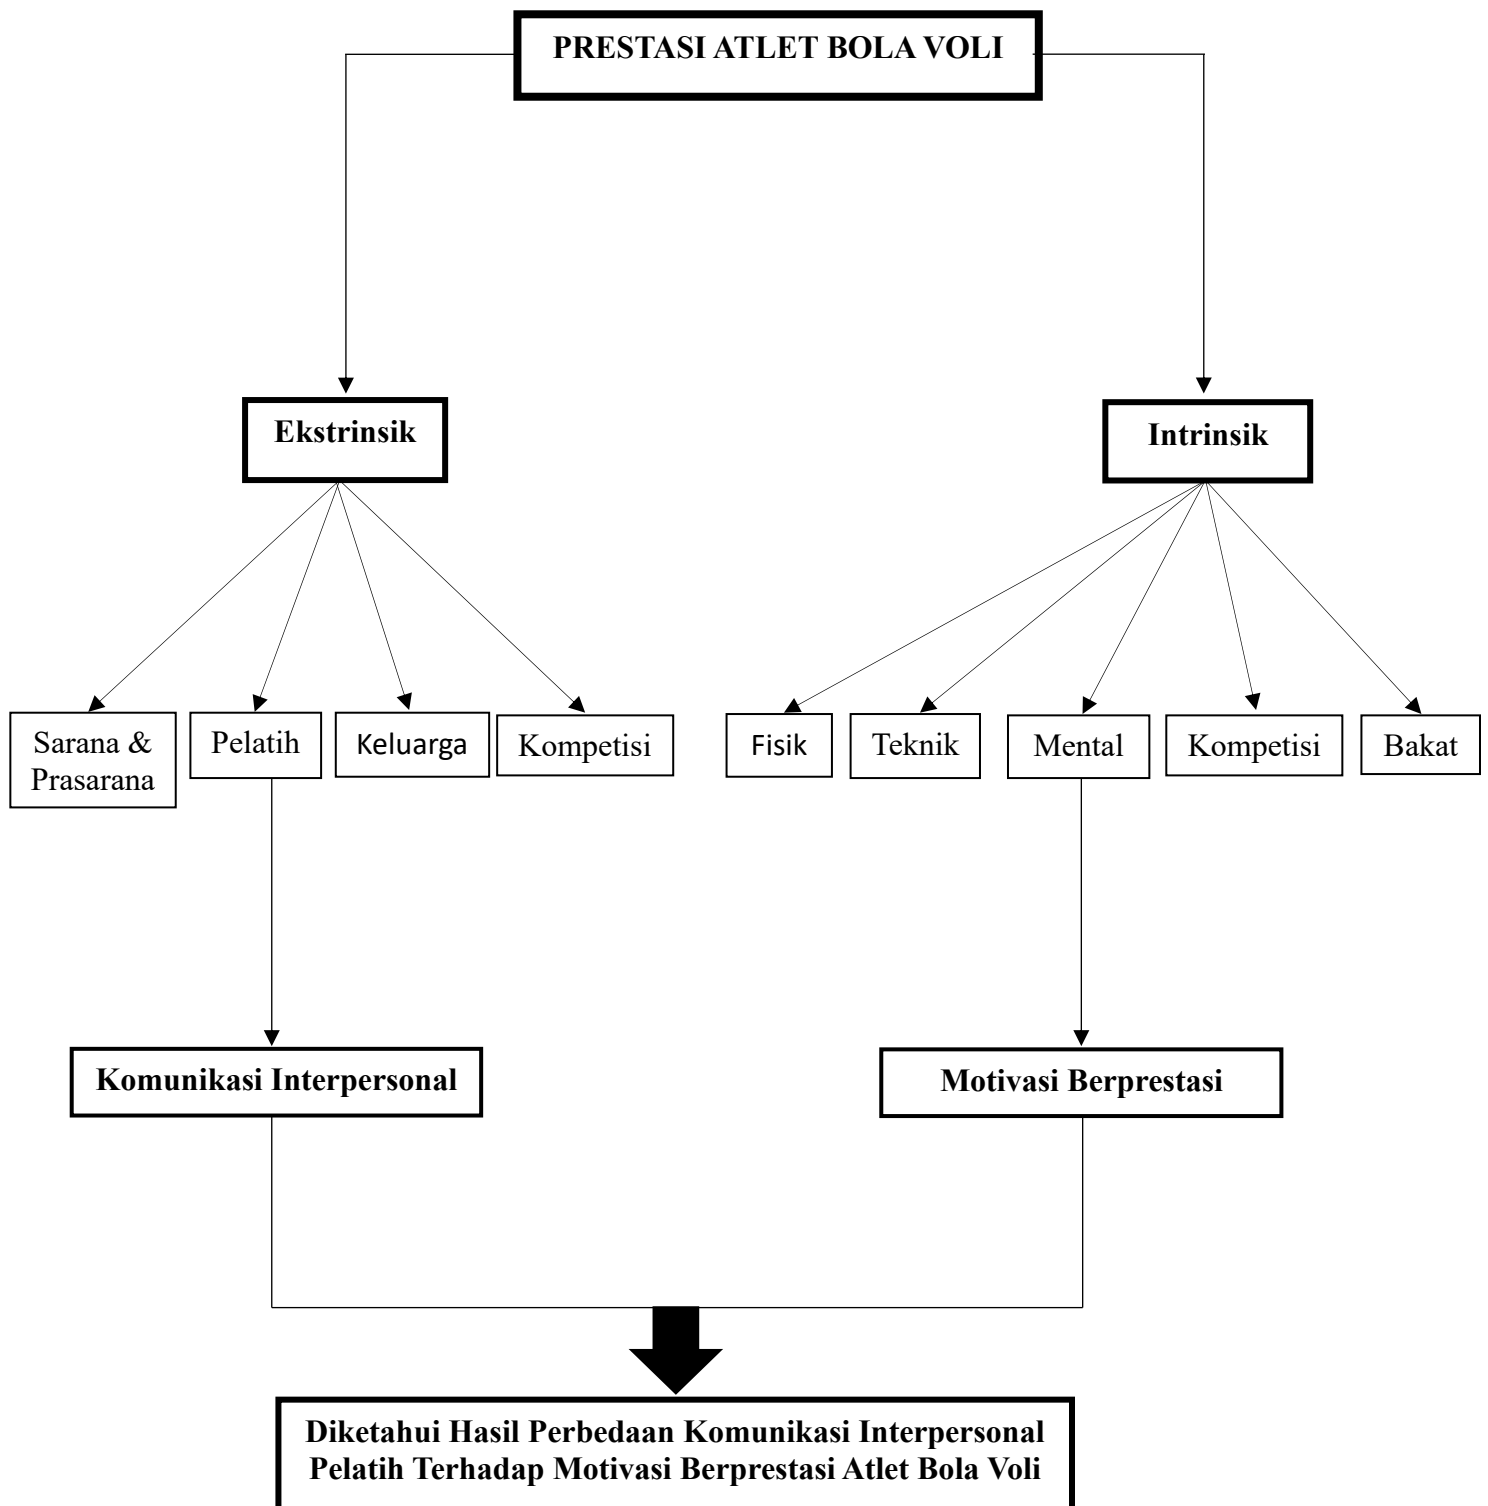 PRESTASI ATLET BOLA VOLI
Ekstrinsik
Intrinsik
Sarana &
Prasarana
Pelatih
Keluarga
Kompetisi
Fisik
Teknik
Mental
Kompetisi
Bakat
Komunikasi Interpersonal
Motivasi Berprestasi
Diketahui Hasil Perbedaan Komunikasi Interpersonal
Pelatih Terhadap Motivasi Berprestasi Atlet Bola Voli